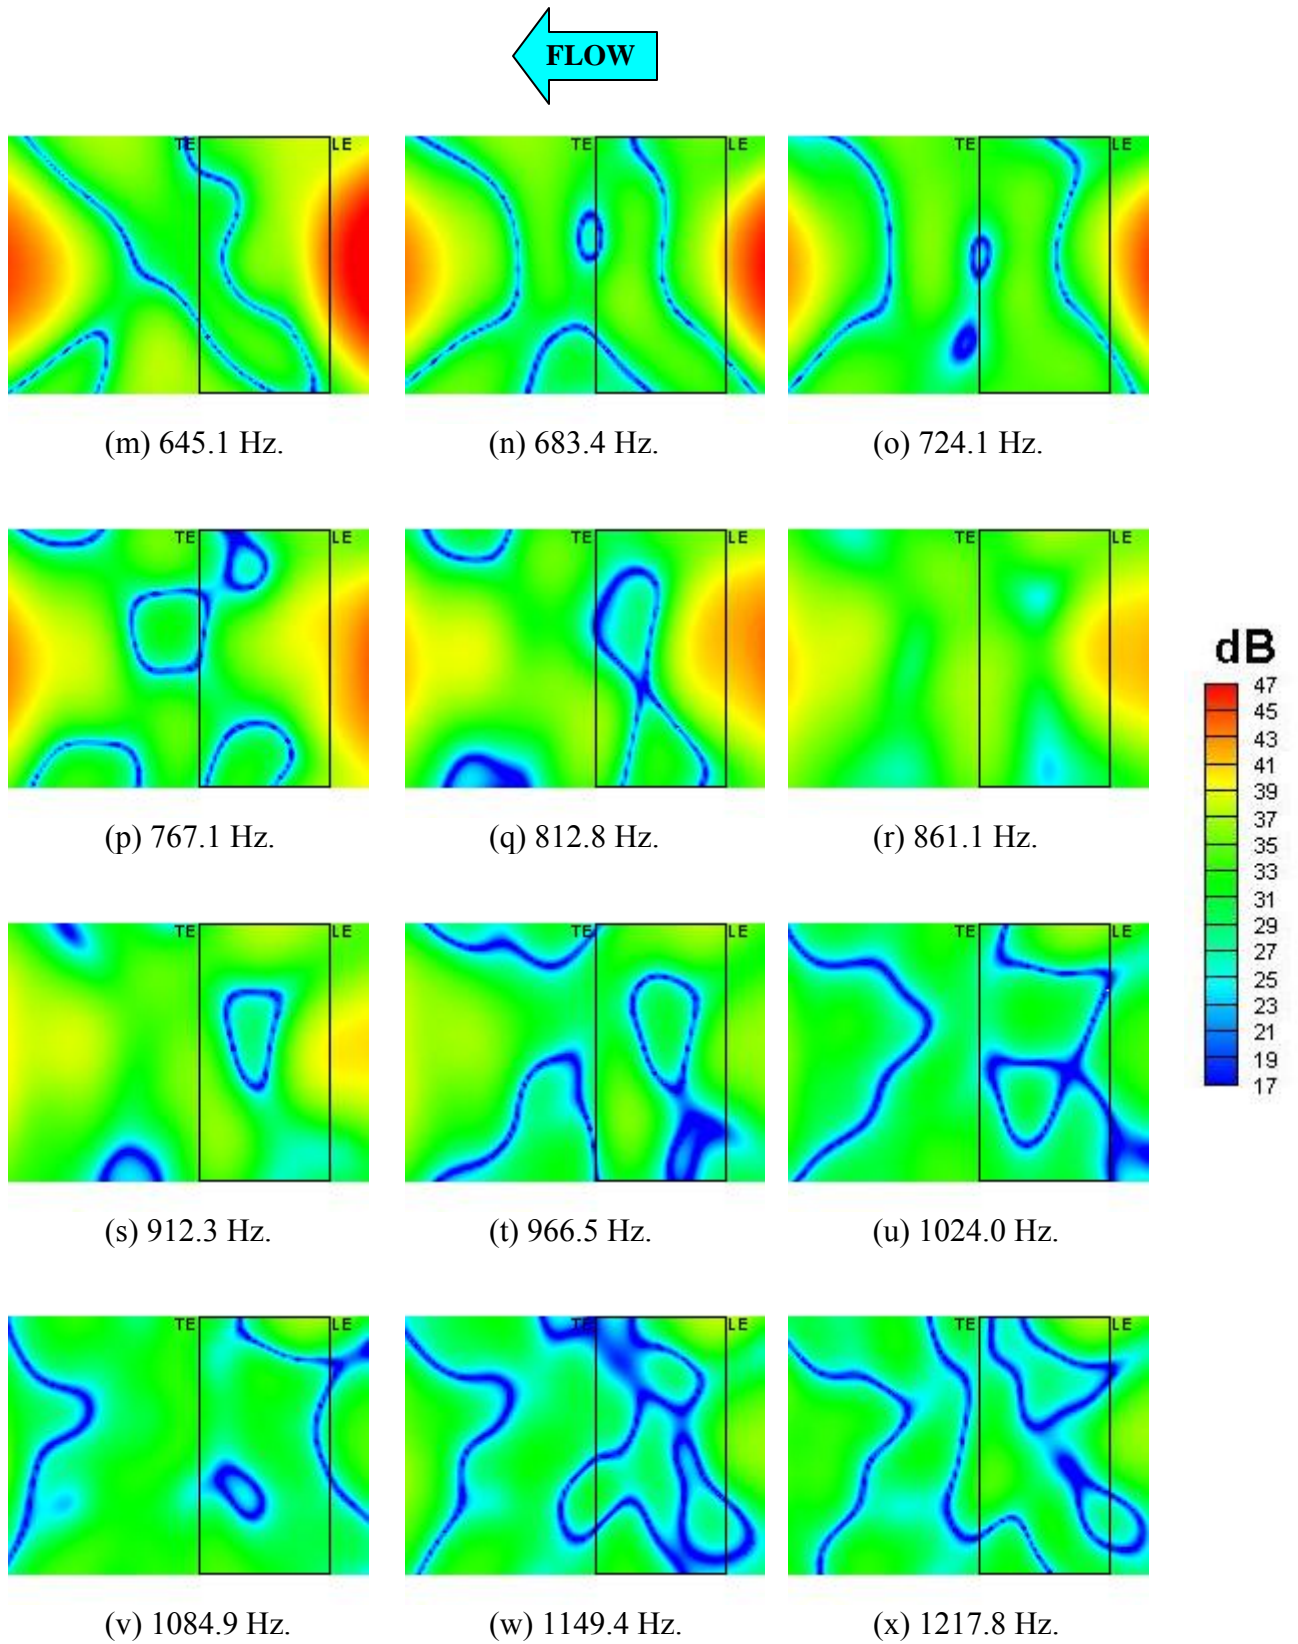 FLOW
TE LE TE LE TE LE
(m) 645.1 Hz. (n) 683.4 Hz. (o) 724.1 Hz.
TE LE TE LE TE LE
(p) 767.1 Hz. (q) 812.8 Hz. (r) 861.1 Hz.
dB
47
45
43
41
39
37
35
33
31
29
27
25
23
21
19
17
TE LE TE LE TE LE
(s) 912.3 Hz. (t) 966.5 Hz. (u) 1024.0 Hz.
TE LE TE LE TE LE
(v) 1084.9 Hz. (w) 1149.4 Hz. (x) 1217.8 Hz.